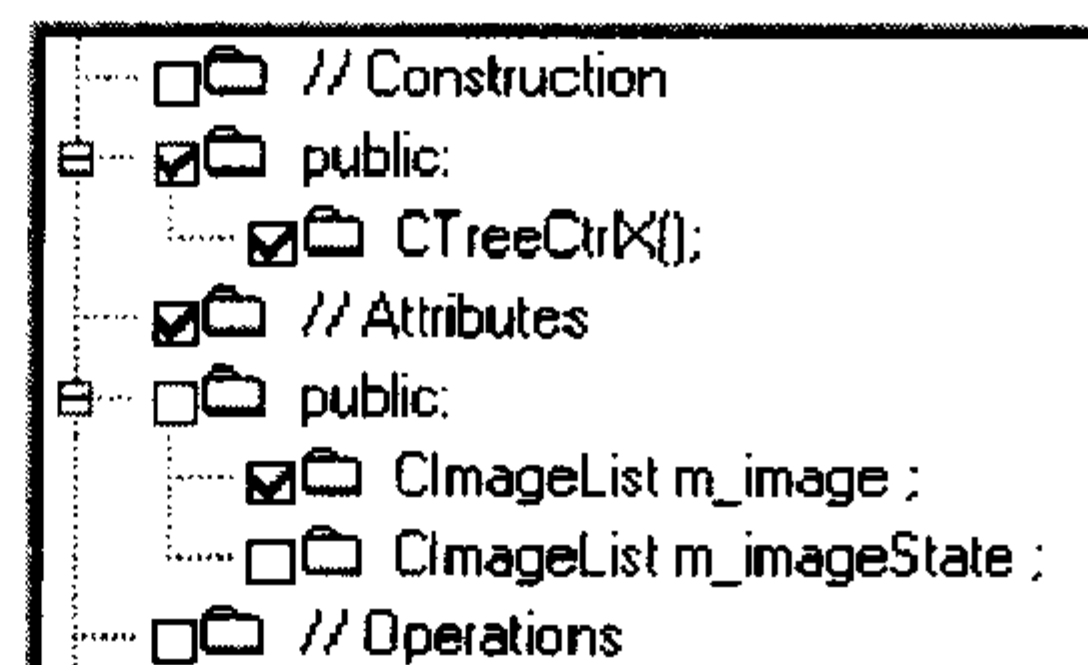 // Construction
public:
CTreeCtrlX();
// Attributes
public:
CImageList m_image ;
CImageList m_imageState ;
// Operations